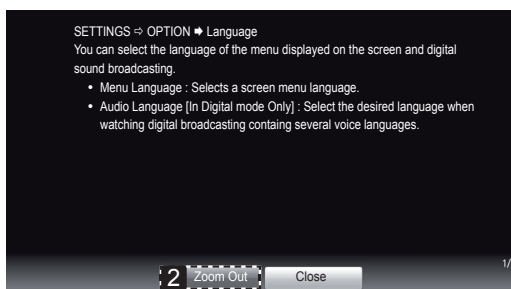 SETTINGS ⇨ OPTION ➡ Language
You can select the language of the menu displayed on the screen and digital
sound broadcasting.
• Menu Language : Selects a screen menu language.
• Audio Language [In Digital mode Only] : Select the desired language when
watching digital broadcasting containg several voice languages.
1/
2 Zoom Out Close